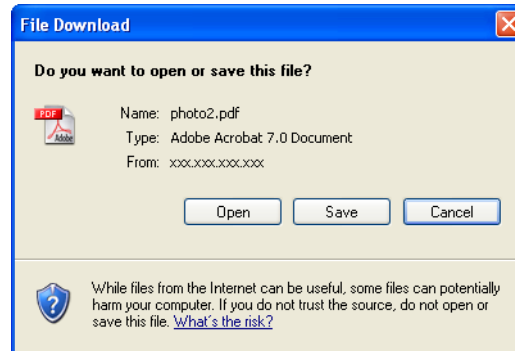 File Download
Do you want to open or save this file?
PDF
Adobe
Name: photo2.pdf
Type: Adobe Acrobat 7.0 Document
From: xxx.xxx.xxx.xxx
Open Save Cancel
While files from the Internet can be useful, some files can potentially
harm your computer. If you do not trust the source, do not open or
save this file. What's the risk?